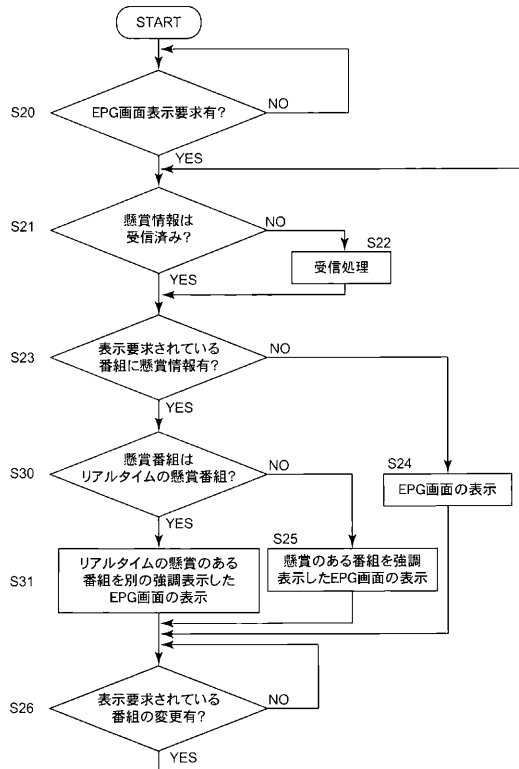 START
S20
EPG画面表示要求有?
NO
YES
S21
懸賞情報は
受信済み?
NO
S22
受信処理
YES
S23
表示要求されている
番組に懸賞情報有?
NO
YES
S30
懸賞番組は
リアルタイムの懸賞番組?
NO
S24
EPG画面の表示
YES
S25
懸賞のある番組を強調
表示したEPG画面の表示
S31
リアルタイムの懸賞のある
番組を別の強調表示した
EPG画面の表示
S26
表示要求されている
番組の変更有?
NO
YES